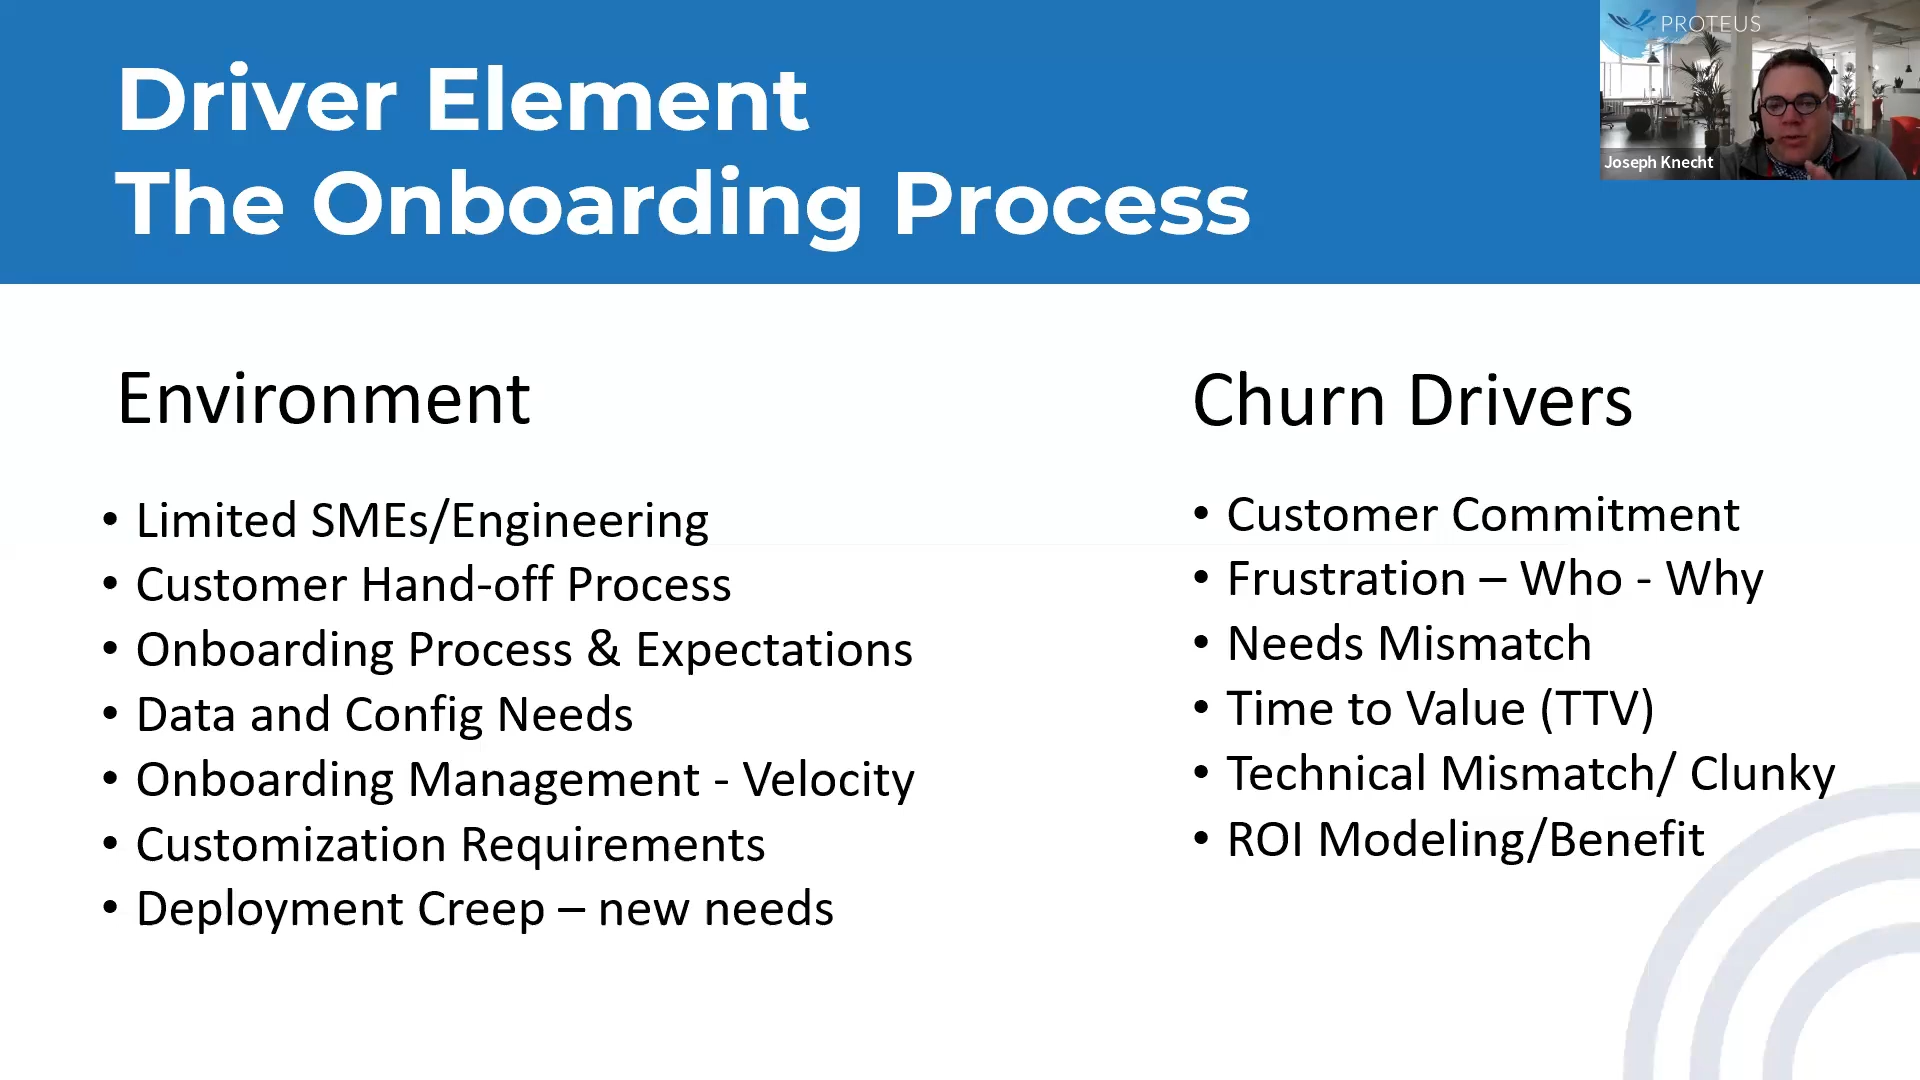 Driver Element
The Onboarding Process
PROTEUS
Joseph Knecht
Environment
• Limited SMEs/Engineering
• Customer Hand-off Process
• Onboarding Process & Expectations
• Data and Config Needs
• Onboarding Management - Velocity
• Customization Requirements
• Deployment Creep – new needs
Churn Drivers
• Customer Commitment
• Frustration – Who - Why
• Needs Mismatch
• Time to Value (TTV)
• Technical Mismatch/ Clunky
• ROI Modeling/Benefit